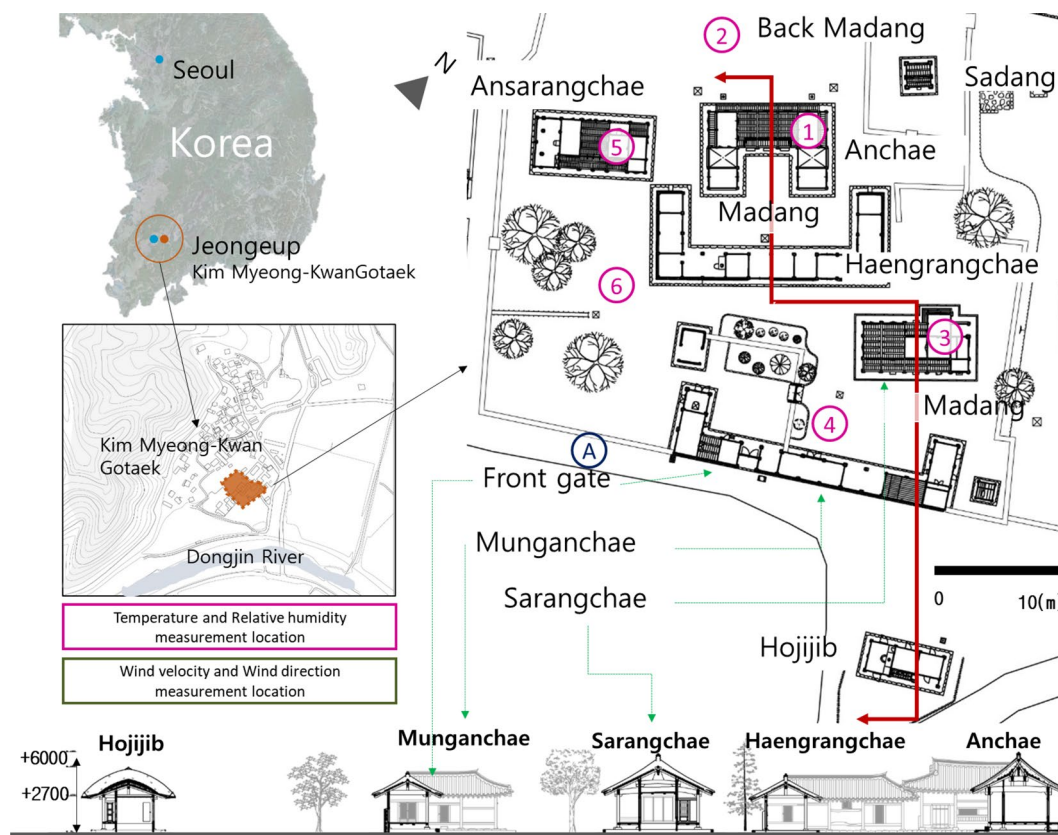 Seoul
Korea
Jeongeup
Kim Myeong-KwanGotaek
Kim Myeong-Kwan
Gotaek
Dongjin River
Temperature and Relative humidity
measurement location
Wind velocity and Wind direction
measurement location
N
2
Back Madang
Ansarangchae
Sadang
1
5
Anchae
Madang
Haengrangchae
6
3
Madang
4
A
Front gate
Munganchae
Sarangchae
0
10(m)
Hojijib
Hojijib
Munganchae
Sarangchae
Haengrangchae
Anchae
+6000
+2700